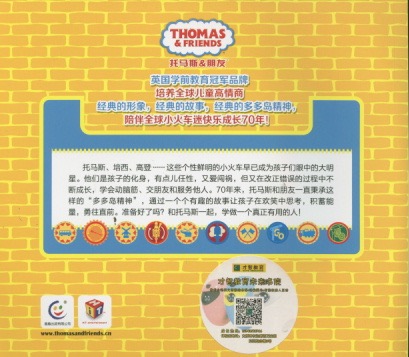 THOMAS
& FRIENDS
托马斯&朋友
英国学前教育冠军品牌
培养全球儿童高情商
经典的形象，经典的故事，经典的多多岛精神，
陪伴全球小火车迷快乐成长70年！
托马斯、培西、高登……这些个性鲜明的小火车早已成为孩子们眼中的大明
星。他们是孩子的化身，有点儿任性，又爱闯祸，但又在改正错误的过程中不
断成长，学会动脑筋、交朋友和服务他人。70年来，托马斯和朋友一直秉承这
样的“多多岛精神”，通过一个个有趣的故事让孩子在欢笑中思考，积蓄能
量，勇往直前。准备好了吗？和托马斯一起，学做一个真正有用的人！
www.thomasandfriends.cn